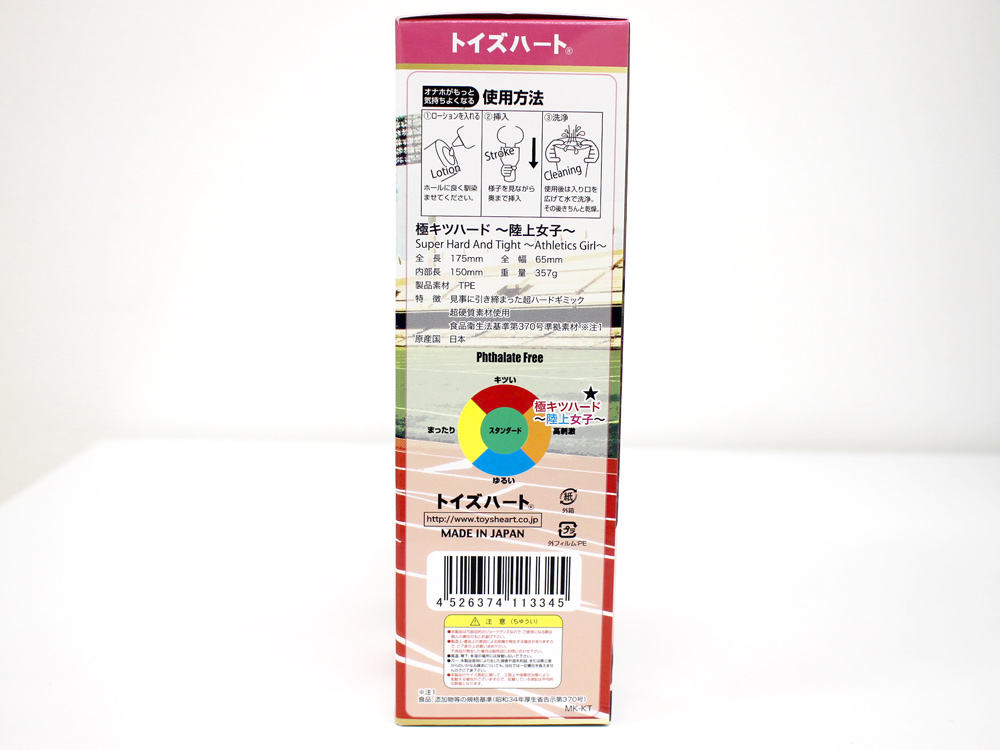 トイズハート®
オナホがもっと
気持ちよくなる
使用方法
①ローションを入れる
Lotion
ホールに良く馴染
ませてください。
②挿入
Stroke
様子を見ながら
奥まで挿入
③洗浄
Cleaning
使用後は入り口を
広げて水で洗浄。
その後きちんと乾燥。
極キツハード 〜陸上女子〜
Super Hard And Tight 〜Athletics Girl〜
全 長 175mm 全 幅 65mm
内部長 150mm 重 量 357g
製品素材 TPE
特 徴 見事に引き締まった超ハードギミック
超硬質素材使用
食品衛生法基準第370号準拠素材 ※注1
原産国 日本
Phthalate Free
キツい
★
極キツハード
〜陸上女子〜
まったり
スタンダード
高刺激
ゆるい
トイズハート®
http://www.toysheart.co.jp
MADE IN JAPAN
紙
外箱
プラ
外フィルム:PE
4 526374 113345
注 意 (ちゅうい)
※注1
食品、添加物等の規格基準(昭和34年厚生省告示第370号)
MK-KT